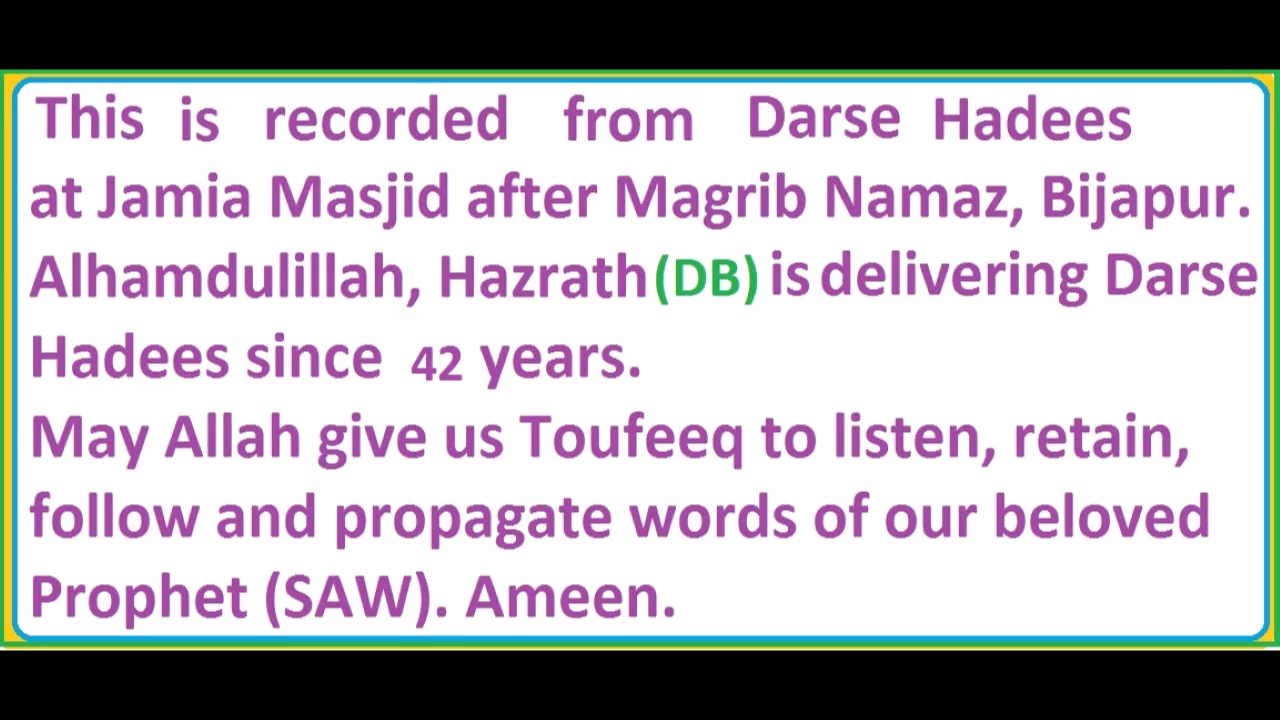 This is recorded from Darse Hadees
at Jamia Masjid after Magrib Namaz, Bijapur.
Alhamdulillah, Hazrath(DB) is delivering Darse
Hadees since 42 years.
May Allah give us Toufeeq to listen, retain,
follow and propagate words of our beloved
Prophet (SAW). Ameen.